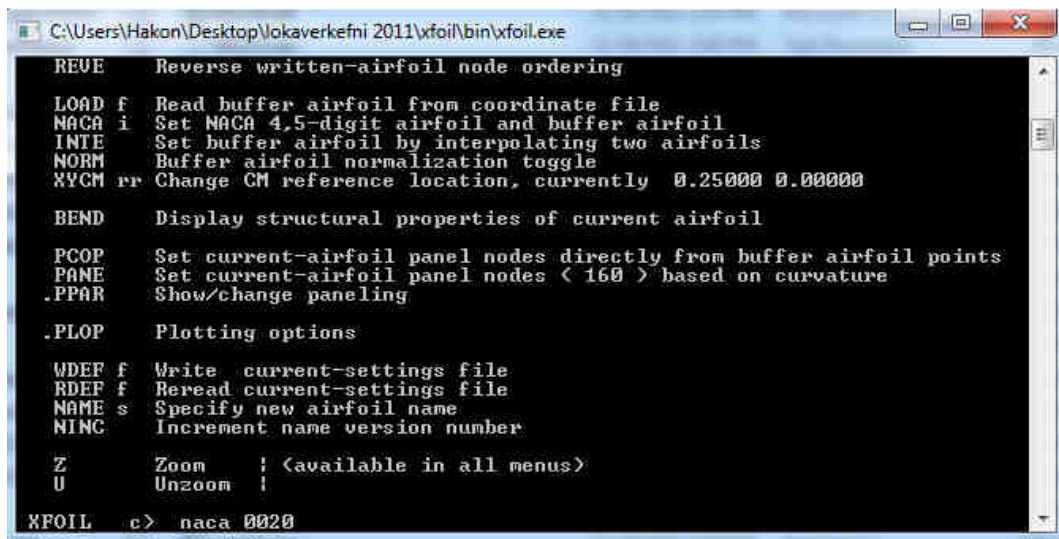 C:\Users\Hakon\Desktop\lokaverkefni 2011\xfoil\bin\xfoil.exe
REVE Reverse written-airfoil node ordering
LOAD f Read buffer airfoil from coordinate file
NACA i Set NACA 4,5-digit airfoil and buffer airfoil
INTE Set buffer airfoil by interpolating two airfoils
NORM Buffer airfoil normalization toggle
XYCM rr Change CM reference location, currently 0.25000 0.00000
BEND Display structural properties of current airfoil
PCOP Set current-airfoil panel nodes directly from buffer airfoil points
PANE Set current-airfoil panel nodes ( 160 ) based on curvature
.PPAR Show/change paneling
.PLOP Plotting options
WDEF f Write current-settings file
RDEF f Reread current-settings file
NAME s Specify new airfoil name
NINC Increment name version number
Z Zoom | (available in all menus)
U Unzoom |
XFOIL c> naca 0020